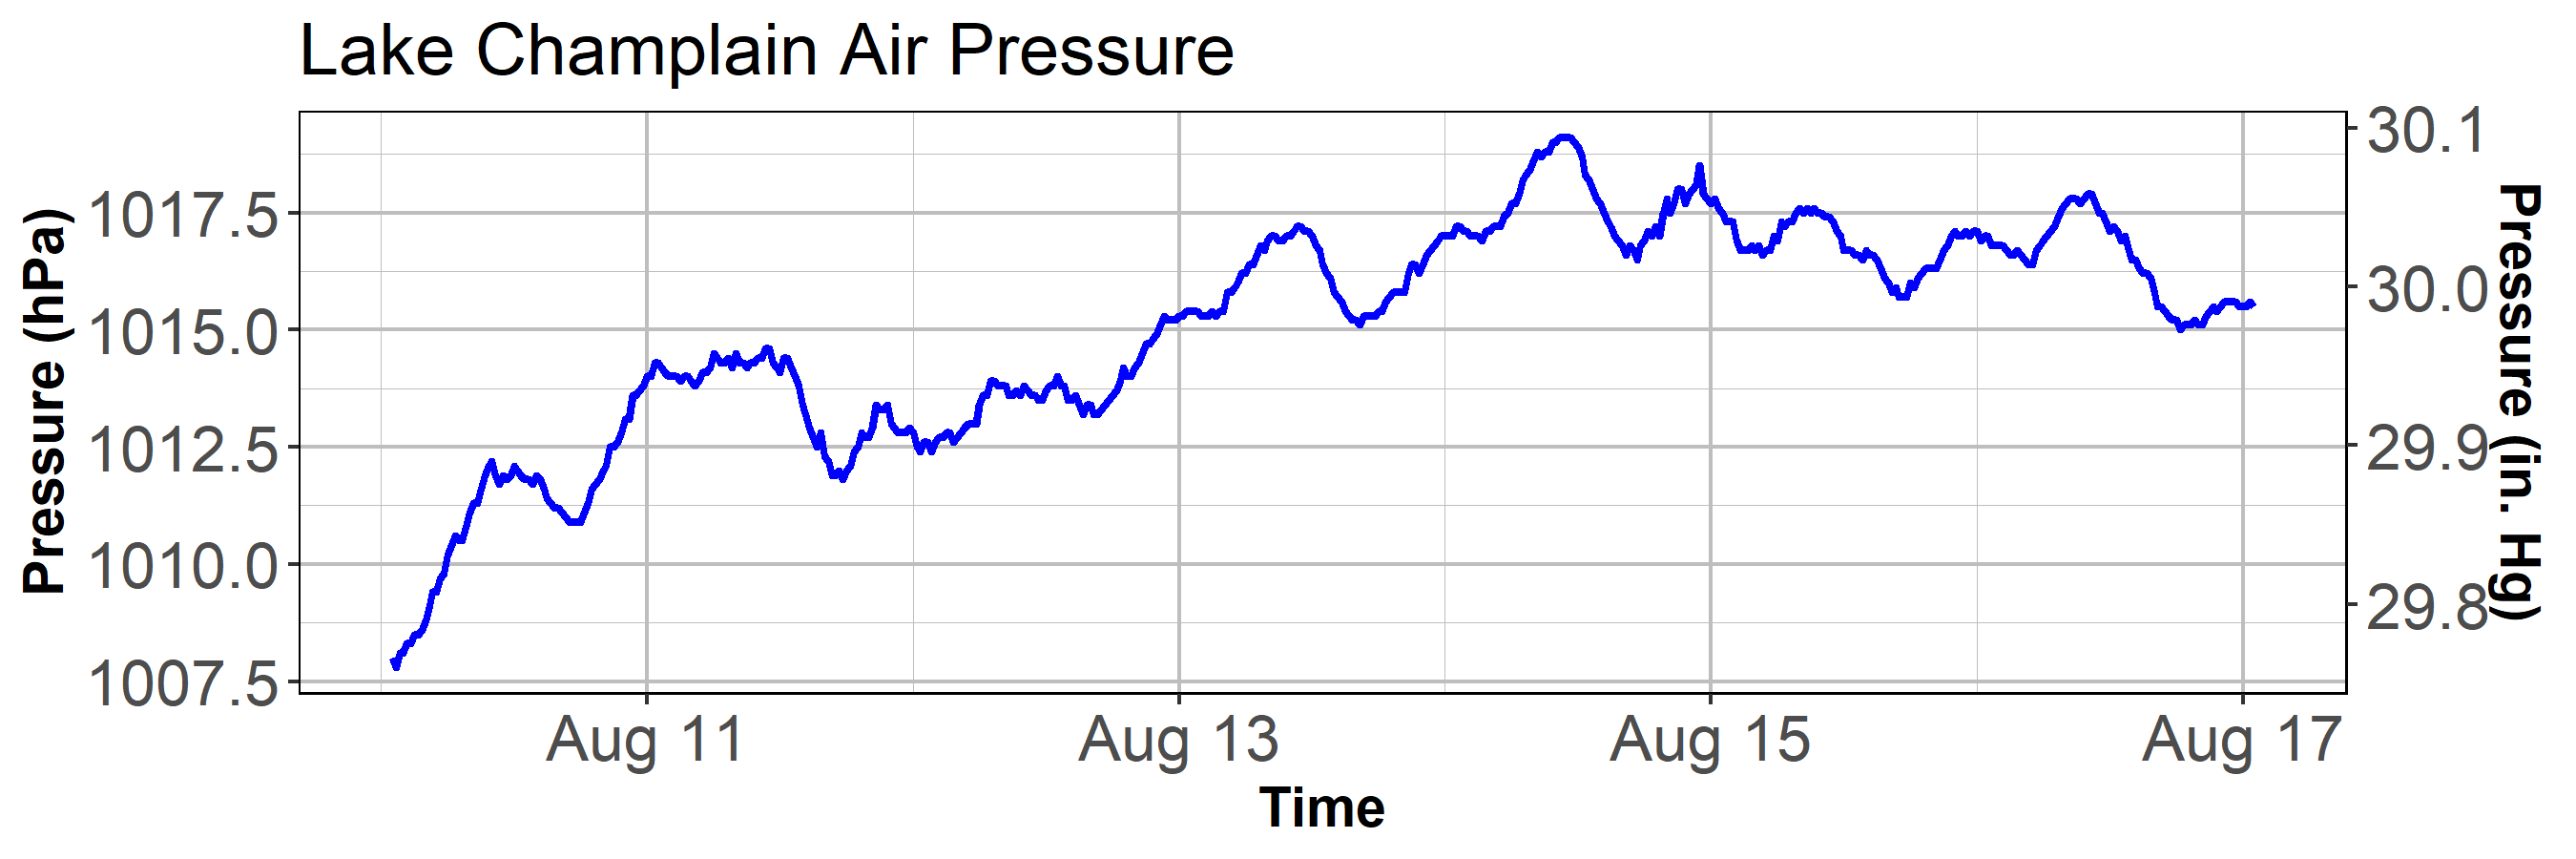 Lake Champlain Air Pressure
Pressure (hPa)
1017.5
1015.0
1012.5
1010.0
1007.5
30.1
30.0
29.9
29.8
Pressure (in. Hg)
Aug 11 Aug 13 Aug 15 Aug 17
Time